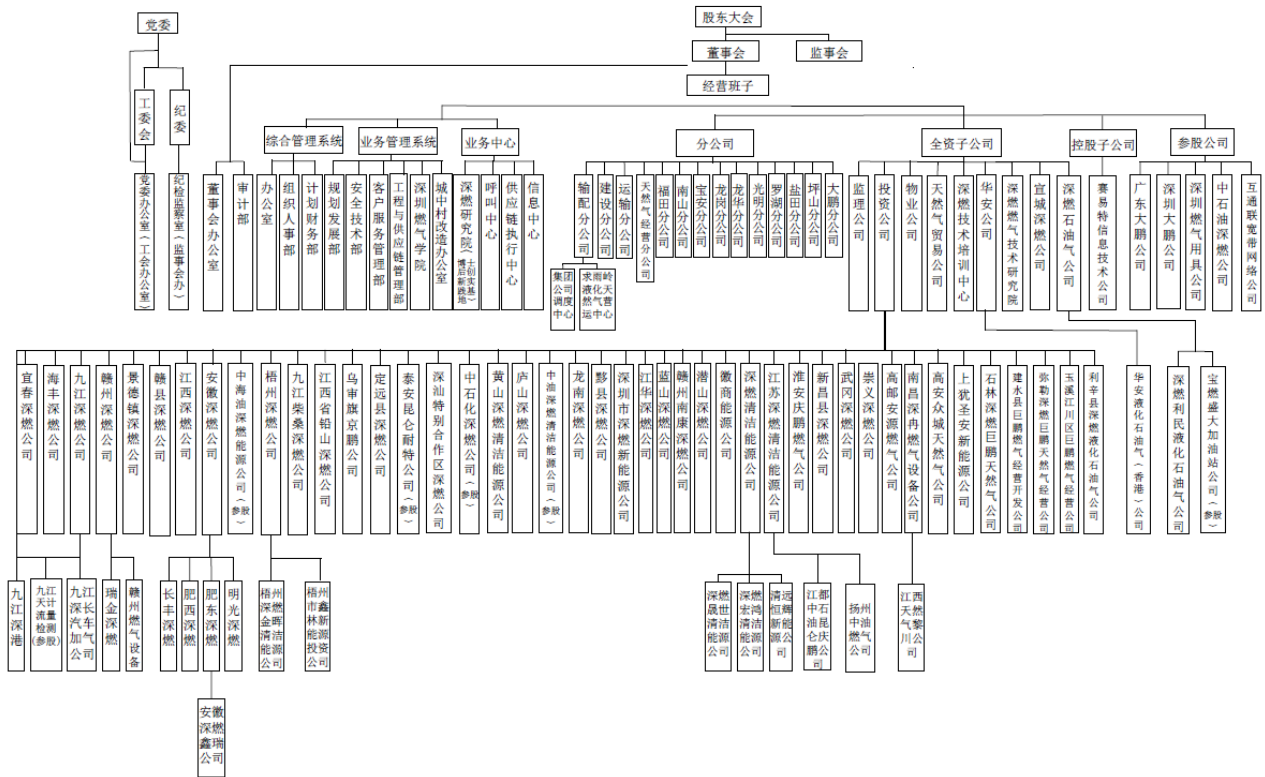 党委
股东大会
董事会
监事会
经营班子
工委会
纪委
综合管理系统
业务管理系统
业务中心
分公司
全资子公司
控股子公司
参股公司
党委办公室（工会办公室）
纪检监察室（监事会办）
董事会办公室
审计部
办公室
组织人事部
计划财务部
规划发展部
安全技术部
客户服务管理部
工程与供应链管理部
深圳燃气学院
城中村改造办公室
深燃研究院（博士后创新实践基地）
呼叫中心
供应链执行中心
信息中心
输配分公司
建设分公司
运输分公司
天然气经营分公司
福田分公司
南山分公司
宝安分公司
龙岗分公司
龙华分公司
光明分公司
罗湖分公司
盐田分公司
坪山分公司
大鹏分公司
监理公司
投资公司
物业公司
天然气贸易公司
深燃技术培训中心
华安公司
深燃燃气技术研究院
宣城深燃公司
深燃石油气公司
赛易特信息技术公司
广东大鹏公司
深圳大鹏公司
深圳燃气用具公司
中石油深燃公司
互通联宽带网络公司
集团公司调度中心
求雨岭液化天然气营运中心
宜春深燃公司
海丰深燃公司
九江深燃公司
赣州深燃公司
景德镇深燃公司
赣县深燃公司
江西深燃公司
安徽深燃公司
中海油深燃能源公司（参股）
梧州深燃公司
九江柴桑深燃公司
江西省铅山深燃公司
乌审旗京鹏公司
定远县深燃公司
泰安昆仑耐特公司（参股）
深汕特别合作区深燃公司
中石化深燃公司（参股）
黄山深燃清洁能源公司
庐山深燃公司
中油深燃清洁能源公司（参股）
龙南深燃公司
黟县深燃公司
深圳市深燃新能源公司
江华深燃公司
蓝山深燃公司
赣州南康深燃公司
潜山深燃公司
徽商能源公司
深燃清洁能源公司
江苏深燃清洁能源公司
淮安庆鹏燃气公司
新昌县深燃公司
武冈深燃公司
崇义深燃公司
高邮安源燃气公司
南昌深冉燃气设备公司
高安众城天然气公司
上犹圣安新能源公司
石林深燃巨鹏天然气公司
建水县巨鹏燃气经营开发公司
弥勒深燃巨鹏天然气经营公司
玉溪江川区巨鹏燃气经营公司
利辛县深燃液化石油气公司
华安液化石油气（香港）公司
深燃利民液化石油气公司
宝燃盛大加油站公司（参股）
九江深港
九江天计流量检测（参股）
九江深长汽车加气公司
瑞金深燃
赣州燃气设备
长丰深燃
肥西深燃
肥东深燃
明光深燃
梧州深燃金晖清洁能源公司
梧州市鑫林新能源投资公司
深燃晟世清洁能源公司
深燃宏鸿清洁能源公司
清远恒辉新能源公司
江都中石油昆仑庆鹏公司
扬州中油燃气公司
江西天然气黎川公司
安徽深燃鑫瑞公司